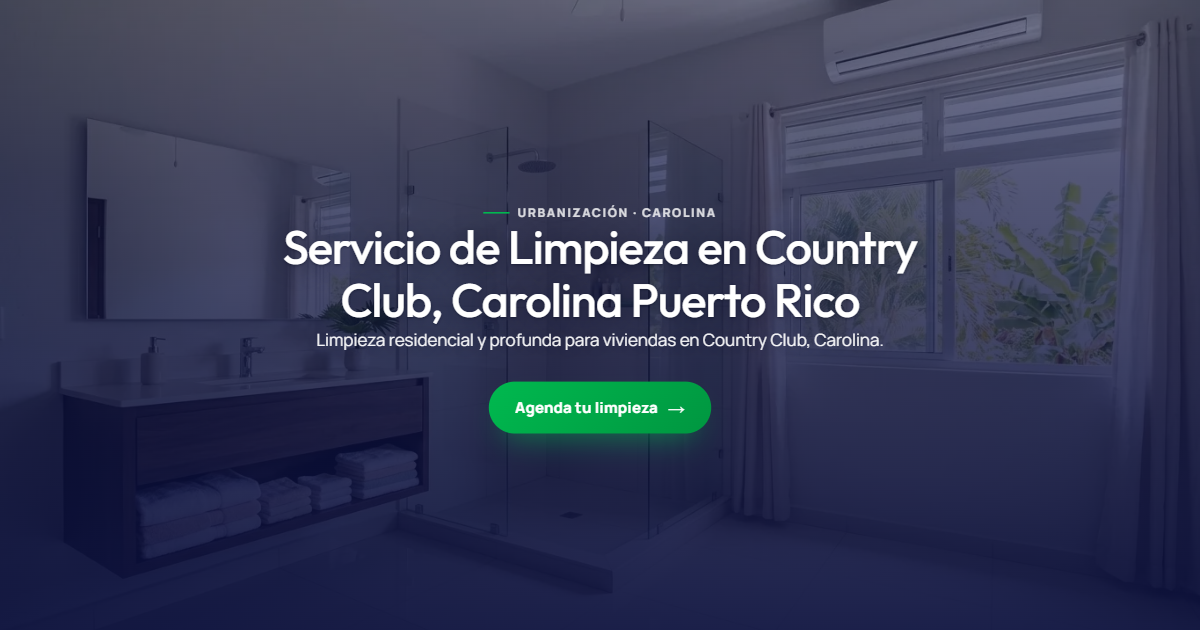 URBANIZACIÓN · CAROLINA
Servicio de Limpieza en Country
Club, Carolina Puerto Rico
Limpieza residencial y profunda para viviendas en Country Club, Carolina.
Agenda tu limpieza →